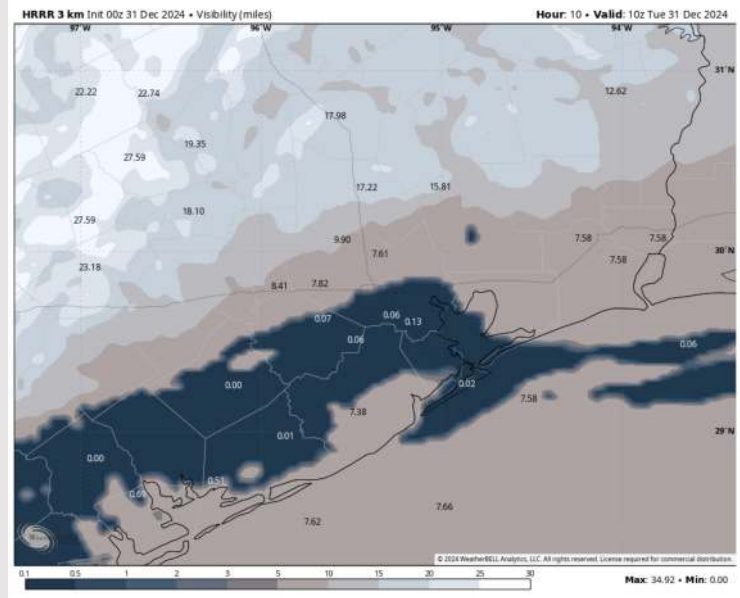 HRRR 3 km Init 00z 31 Dec 2024 • Visibility (miles) Hour: 10 • Valid: 10z Tue 31 Dec 2024
97°W 96°W 95°W 94°W
31°N
22.22 22.74 12.62
17.98
19.35
27.59
17.22 15.81
27.59 18.10
9.90 7.58 7.58
30°N
7.61 7.58
23.18
8.41 7.82
0.07 0.06 0.13
0.06 0.06
0.00 0.02
7.38 7.58
29°N
0.01
0.00
0.69 0.53
7.66
7.62
© 2024 WeatherBELL Analytics, LLC. All rights reserved. License required for commercial distribution.
0.1 0.5 1 2 3 5 10 15 20 25 30
Max: 34.92 • Min: 0.00